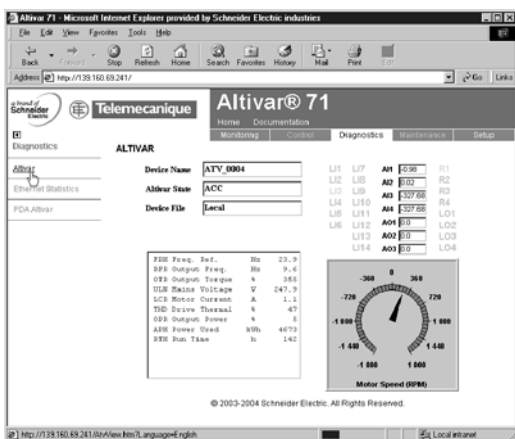 Altivar 71 - Microsoft Internet Explorer provided by Schneider Electric industries
File Edit View Favorites Tools Help
Back Forward Stop Refresh Home Search Favorites History Mail Print Edit
Address http://139.160.69.241/ Go Links
a brand of
Schneider
Electric
Telemecanique
Altivar® 71
Home Documentation
Monitoring Control Diagnostics Maintenance Setup
Diagnostics
ALTIVAR
Altivar
Ethernet Statistics
PDA Altivar
Device Name ATV_0004
Altivar State ACC
Device File Local
LI1 LI7 AI1 -0.98 R1
LI2 LI8 AI2 0.02 R2
LI3 LI9 AI3 -327.68 R3
LI4 LI10 AI4 -327.68 R4
LI5 LI11 AO1 0.0 LO1
LI6 LI12 AO2 0.0 LO2
LI13 AO2 0.0 LO3
LI14 AO3 0.0 LO4
FRH Freq. Ref. Hz 23.9
RFR Output Freq. Hz 9.6
OTR Output Torque % 355
ULN Mains Voltage V 247.9
LCR Motor Current A 1.1
THD Drive Thermal % 47
OPR Output Power % 8
APH Power Used kWh 4673
RTH Run Time h 142
-360 0 360
-720 720
-1 080 1 080
-1 440 1 440
-1 800 1 800
Motor Speed (RPM)
© 2003-2004 Schneider Electric. All Rights Reserved.
http://139.160.69.241/AtvView.htm?Language=English Local intranet